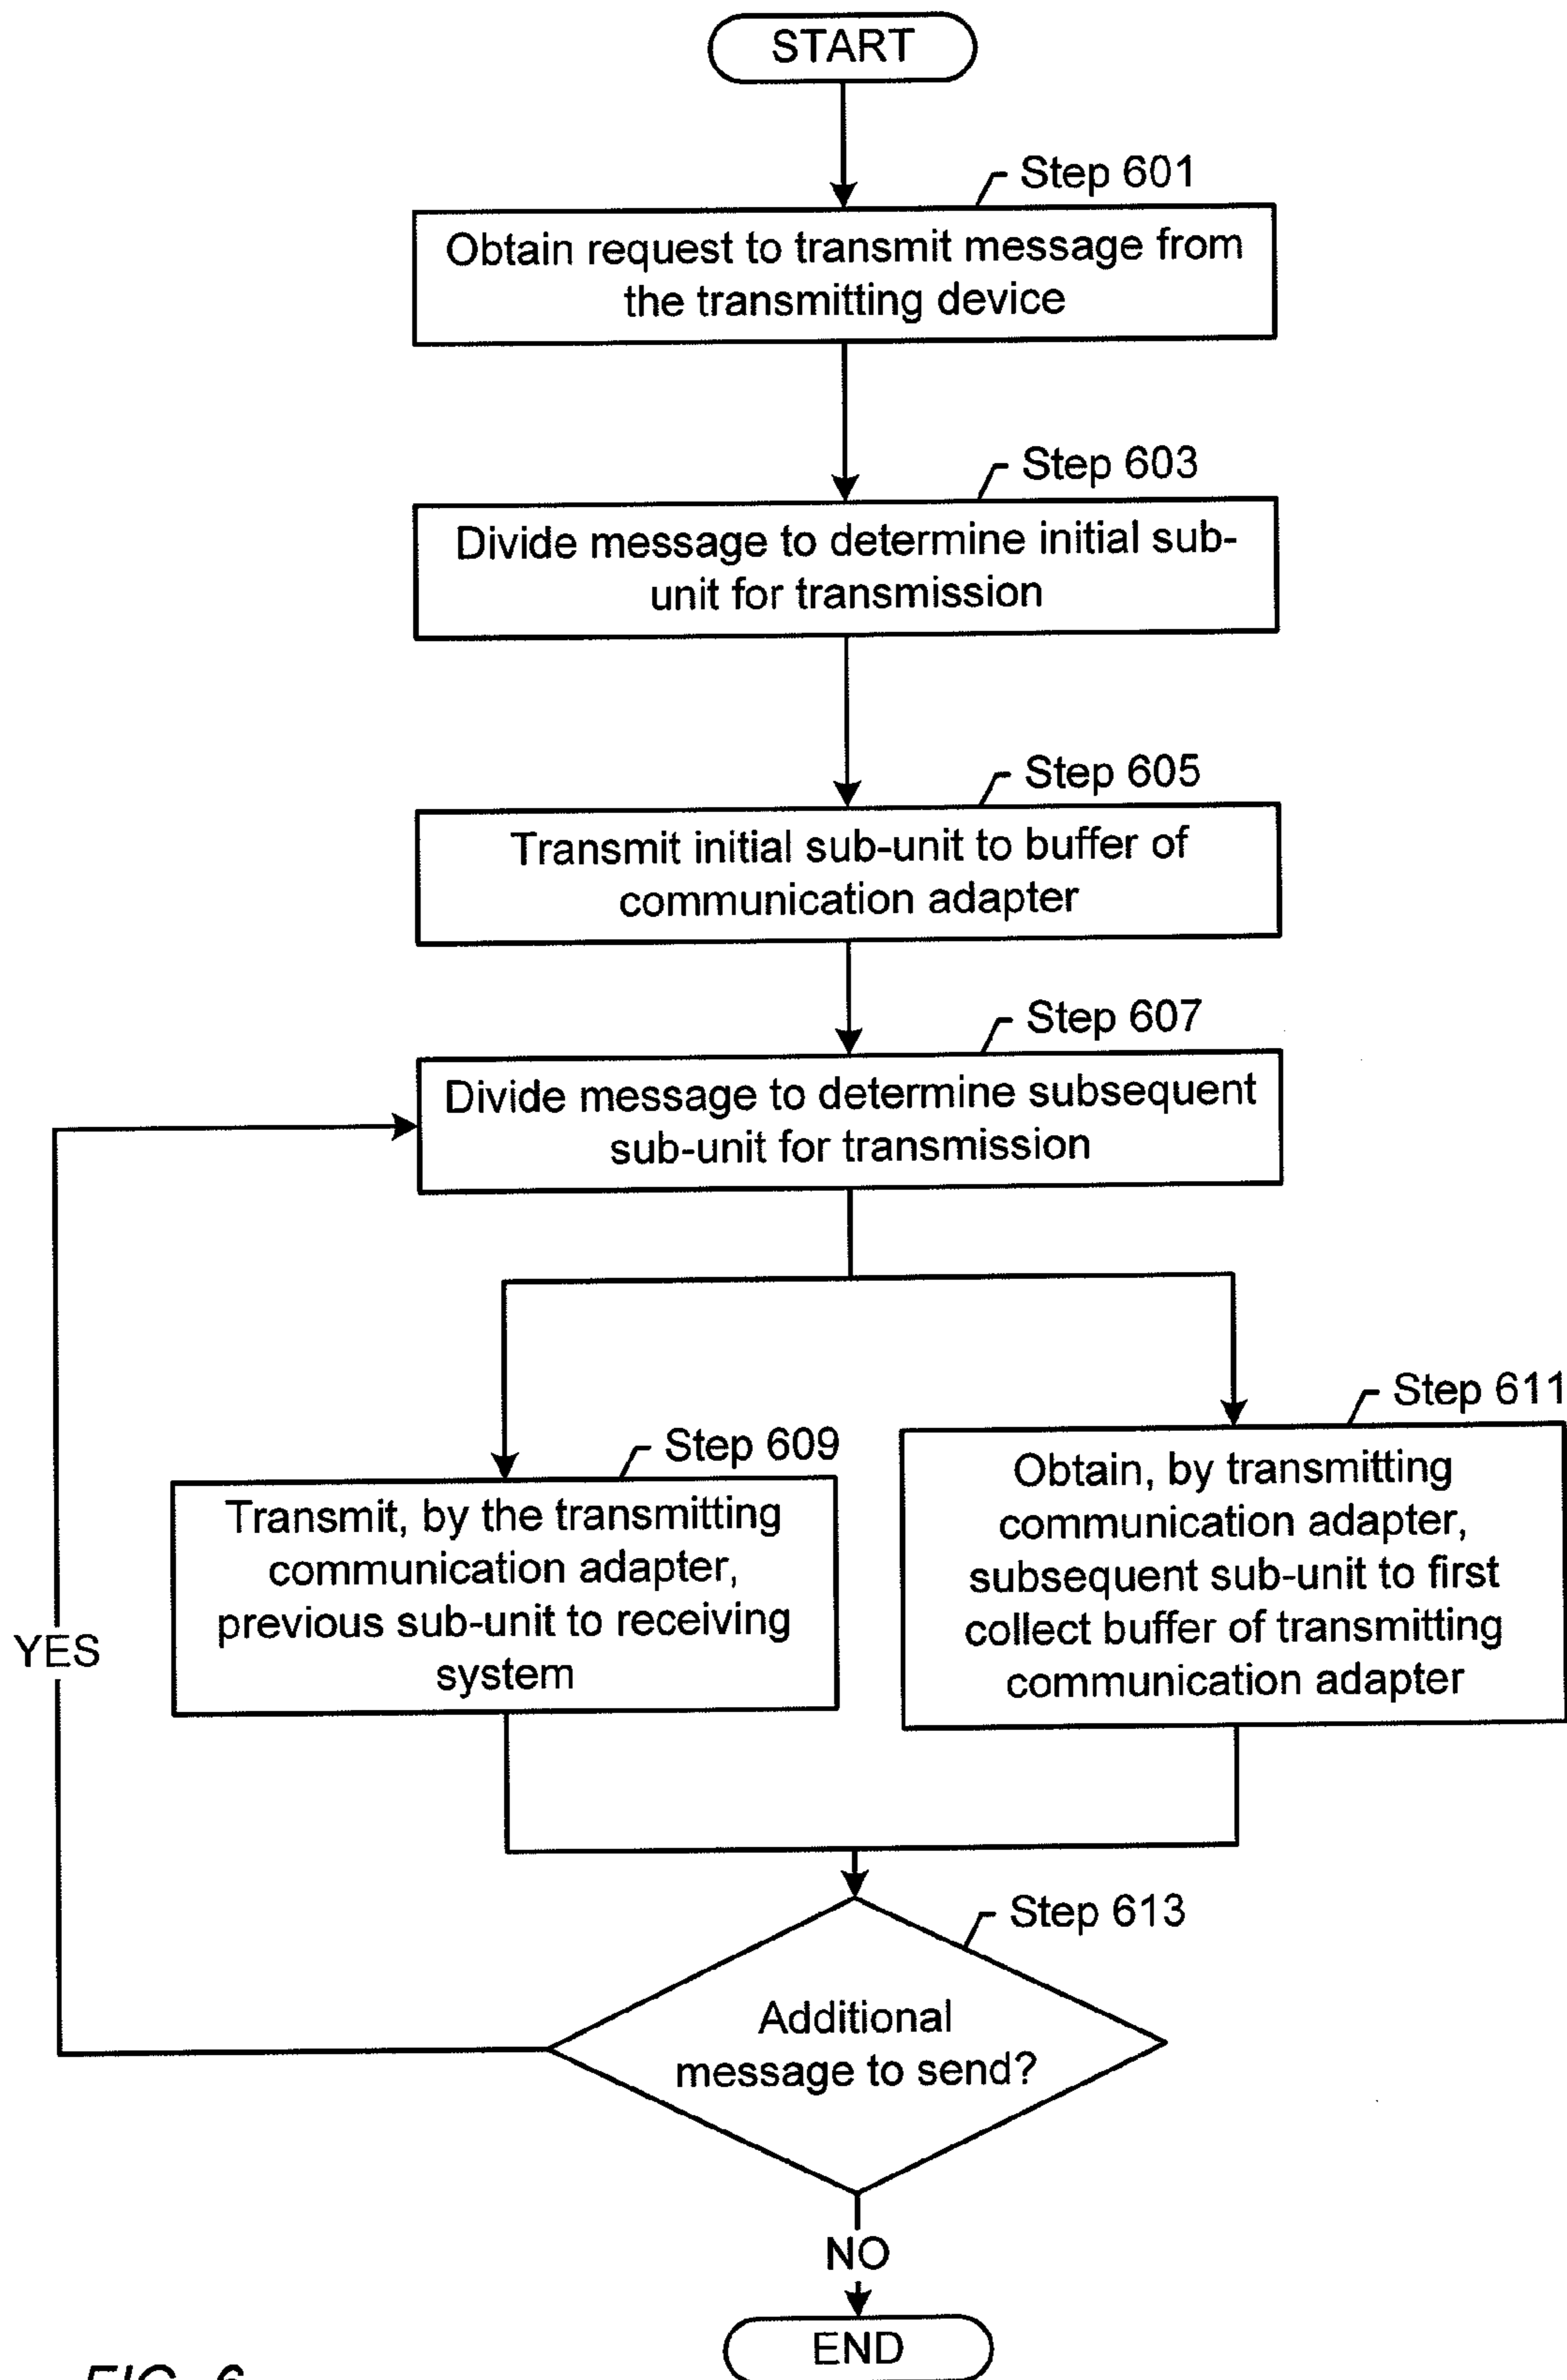 START
Step 601
Obtain request to transmit message from
the transmitting device
Step 603
Divide message to determine initial sub-
unit for transmission
Step 605
Transmit initial sub-unit to buffer of
communication adapter
Step 607
Divide message to determine subsequent
sub-unit for transmission
Step 609
Transmit, by the transmitting
communication adapter,
previous sub-unit to receiving
system
Step 611
Obtain, by transmitting
communication adapter,
subsequent sub-unit to first
collect buffer of transmitting
communication adapter
YES
Step 613
Additional
message to send?
NO
END
FIG. 6